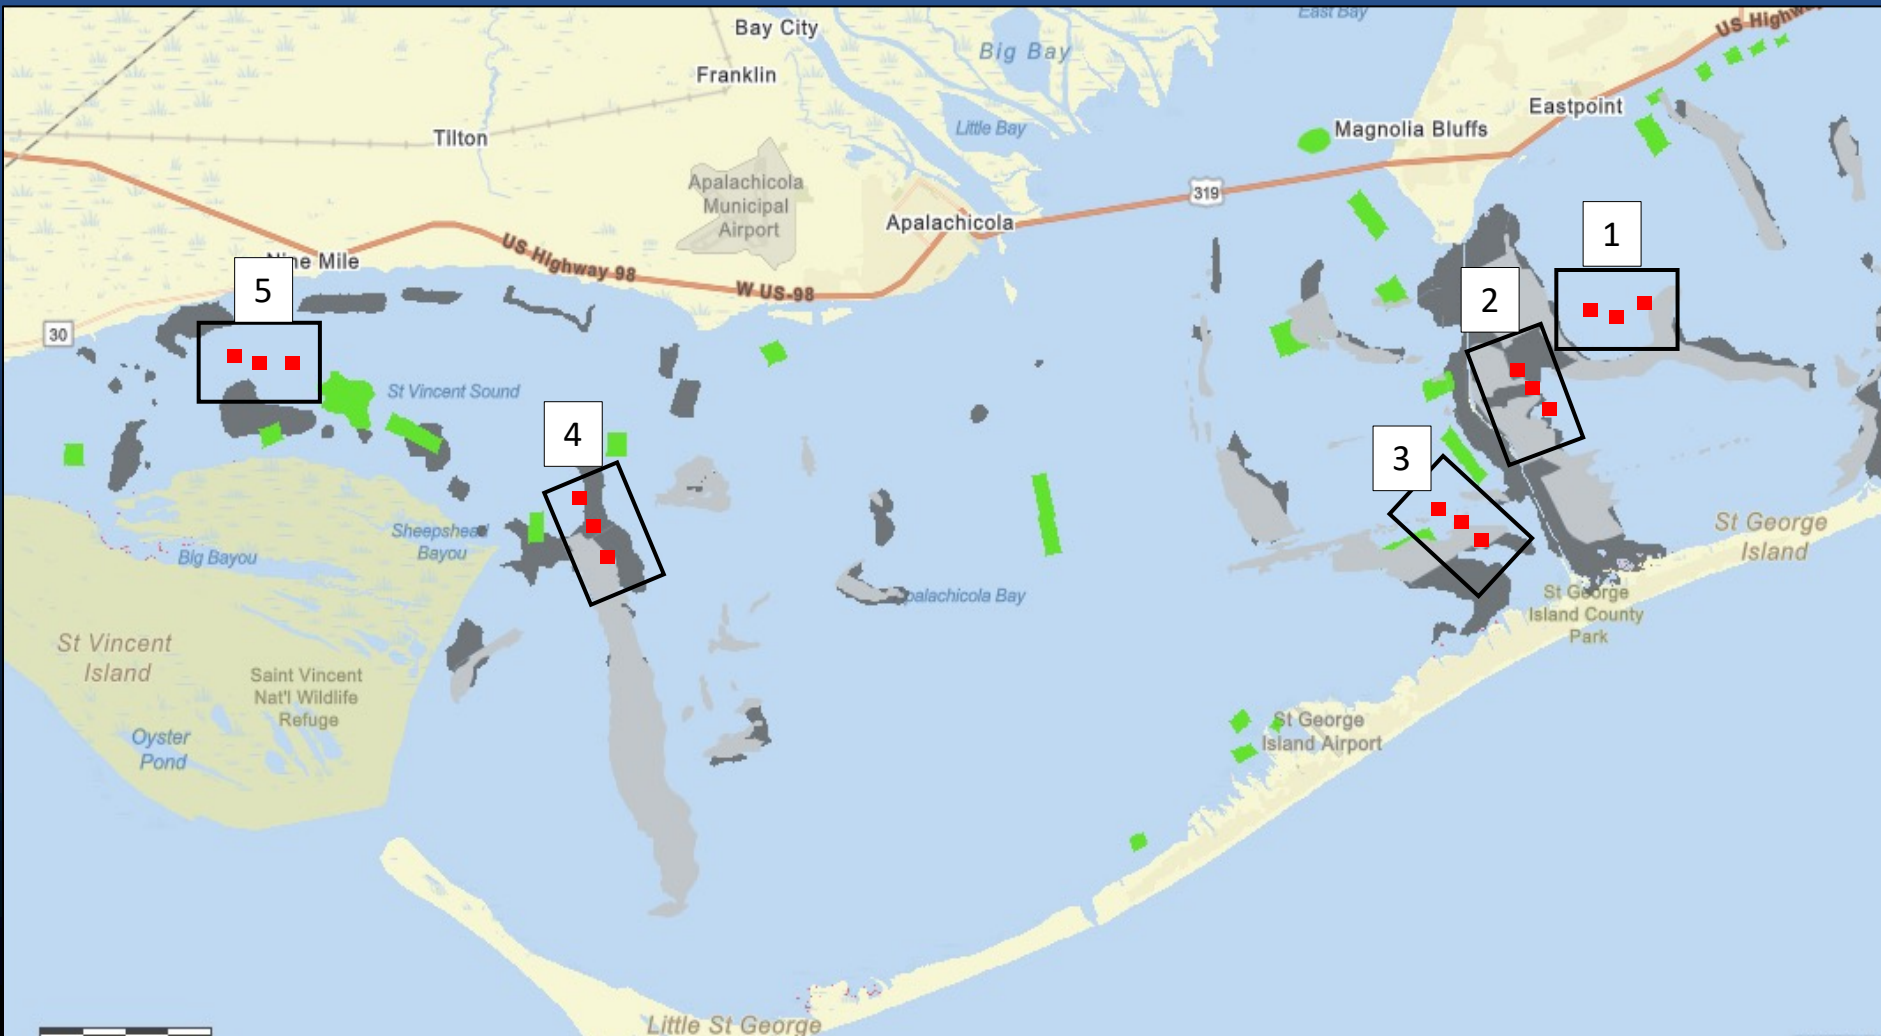 East Bay
US Highw
Bay City
Big Bay
Franklin
Eastpoint
Little Bay
Magnolia Bluffs
Tilton
Apalachicola
Municipal
Airport
319
Apalachicola
1
US Highway 98
Nine Mile
W US-98
5
2
30
St Vincent Sound
4
3
Sheepshead
Bayou
Big Bayou
St George
Island
palachicola Bay
St George
Island County
Park
St Vincent
Island
Saint Vincent
Nat'l Wildlife
Refuge
Oyster
Pond
St George
Island Airport
Little St George